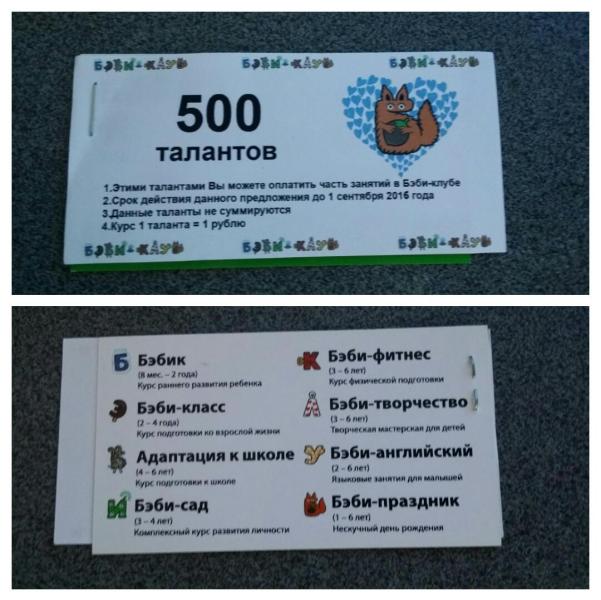 БЭБИ-КЛУБ БЭБИ-КЛУБ БЭБИ-КЛУБ
500
талантов
1.Этими талантами Вы можете оплатить часть занятий в Бэби-клубе
2.Срок действия данного предложения до 1 сентября 2016 года
3.Данные таланты не суммируются
4.Курс 1 таланта = 1 рублю
БЭБИ-КЛУБ БЭБИ-КЛУБ БЭБИ-КЛУБ
Б Бэбик
(8 мес. – 2 года)
Курс раннего развития ребенка
Э Бэби-класс
(2 – 4 года)
Курс подготовки ко взрослой жизни
Б Адаптация к школе
(4 – 6 лет)
Курс подготовки к школе
И Бэби-сад
(3 – 4 лет)
Комплексный курс развития личности
К Бэби-фитнес
(3 – 6 лет)
Курс физической подготовки
Л Бэби-творчество
(3 – 6 лет)
Творческая мастерская для детей
У Бэби-английский
(2 – 6 лет)
Языковые занятия для малышей
Б Бэби-праздник
(1 – 6 лет)
Нескучный день рождения